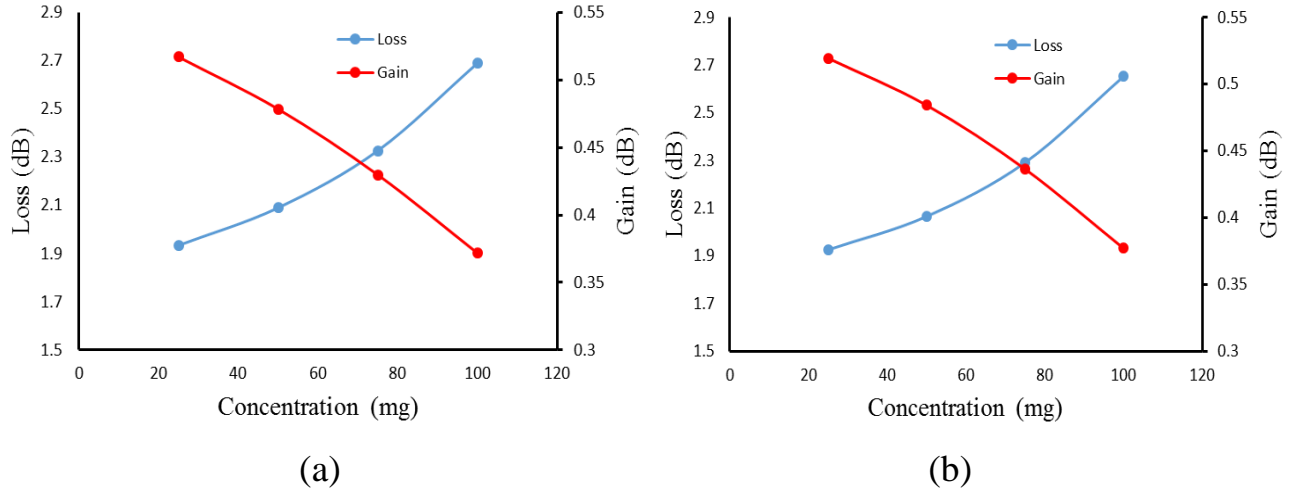 2.9
2.7
2.5
2.3
2.1
1.9
1.7
1.5
Loss (dB)
Loss
Gain
0.55
0.5
0.45
0.4
0.35
0.3
Gain (dB)
0 20 40 60 80 100 120
Concentration (mg)
(a)
2.9
2.7
2.5
2.3
2.1
1.9
1.7
1.5
Loss (dB)
Loss
Gain
0.55
0.5
0.45
0.4
0.35
0.3
Gain (dB)
0 20 40 60 80 100 120
Concentration (mg)
(b)